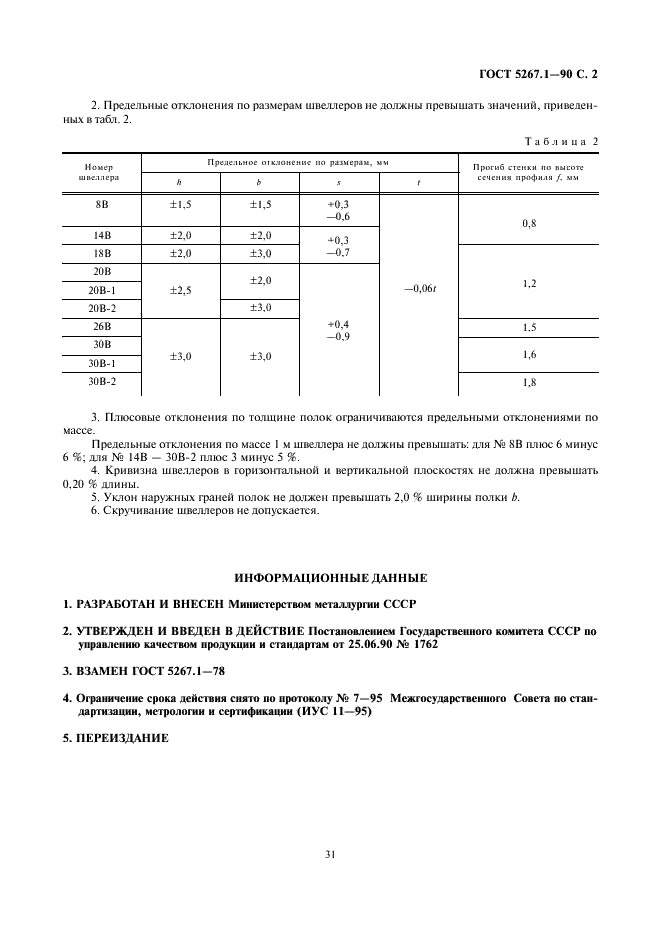 ГОСТ 5267.1—90 С. 2
2. Предельные отклонения по размерам швеллеров не должны превышать значений, приведен-
ных в табл. 2.
Таблица 2
Номер швеллера
Предельное отклонение по размерам, мм
Прогиб стенки по высоте сечения профиля f, мм
h b s t
8В ±1,5 ±1,5 +0,3 —0,6
0,8
14В ±2,0 ±2,0 +0,3 —0,7
18В ±2,0 ±3,0
20В
±2,0
20В-1 ±2,5 —0,06t 1,2
20В-2 ±3,0
26В +0,4 —0,9 1,5
30В
±3,0 ±3,0 1,6
30В-1
30В-2 1,8
3. Плюсовые отклонения по толщине полок ограничиваются предельными отклонениями по
массе.
Предельные отклонения по массе 1 м швеллера не должны превышать: для № 8В плюс 6 минус
6 %; для № 14В — 30В-2 плюс 3 минус 5 %.
4. Кривизна швеллеров в горизонтальной и вертикальной плоскостях не должна превышать
0,20 % длины.
5. Уклон наружных граней полок не должен превышать 2,0 % ширины полки b.
6. Скручивание швеллеров не допускается.
ИНФОРМАЦИОННЫЕ ДАННЫЕ
1. РАЗРАБОТАН И ВНЕСЕН Министерством металлургии СССР
2. УТВЕРЖДЕН И ВВЕДЕН В ДЕЙСТВИЕ Постановлением Государственного комитета СССР по
управлению качеством продукции и стандартам от 25.06.90 № 1762
3. ВЗАМЕН ГОСТ 5267.1—78
4. Ограничение срока действия снято по протоколу № 7—95 Межгосударственного Совета по стан-
дартизации, метрологии и сертификации (ИУС 11—95)
5. ПЕРЕИЗДАНИЕ
31